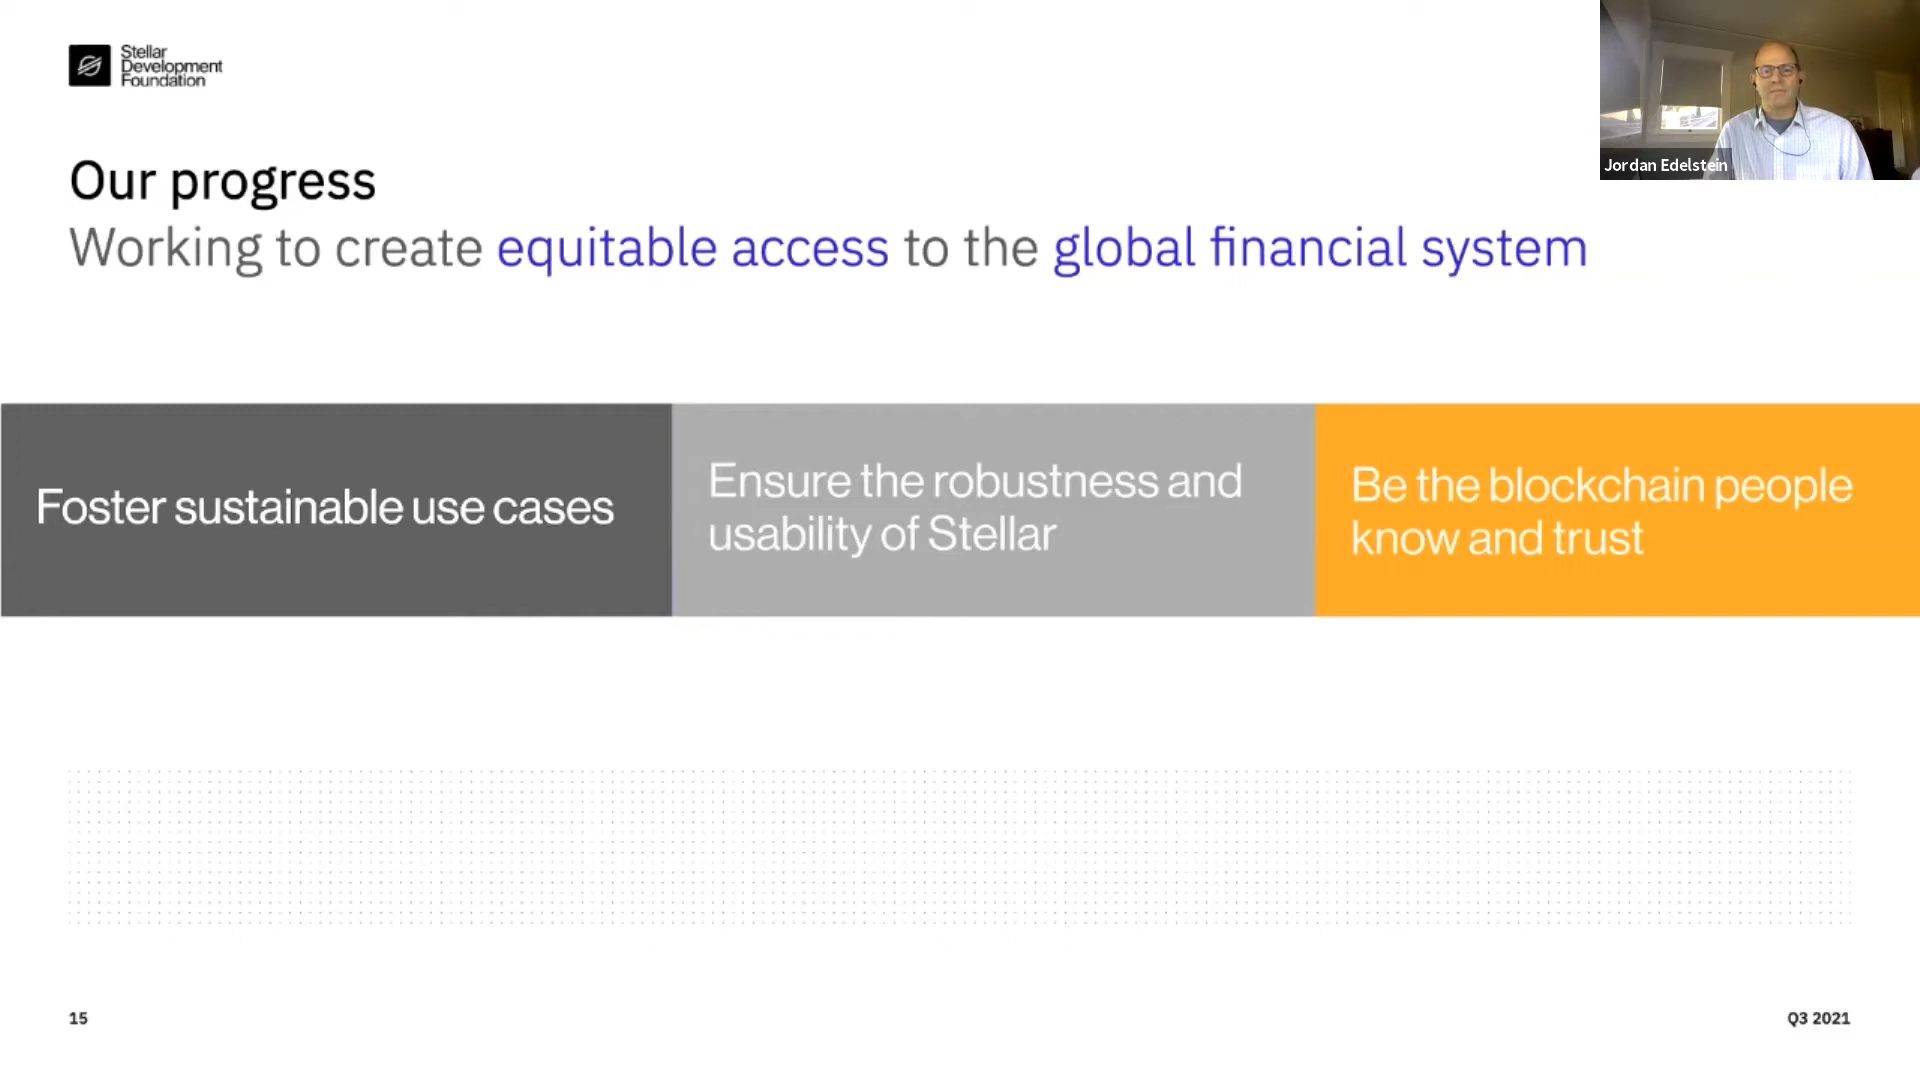 Stellar
Development
Foundation
Jordan Edelstein
Our progress
Working to create equitable access to the global financial system
Foster sustainable use cases
Ensure the robustness and
usability of Stellar
Be the blockchain people
know and trust
15
Q3 2021